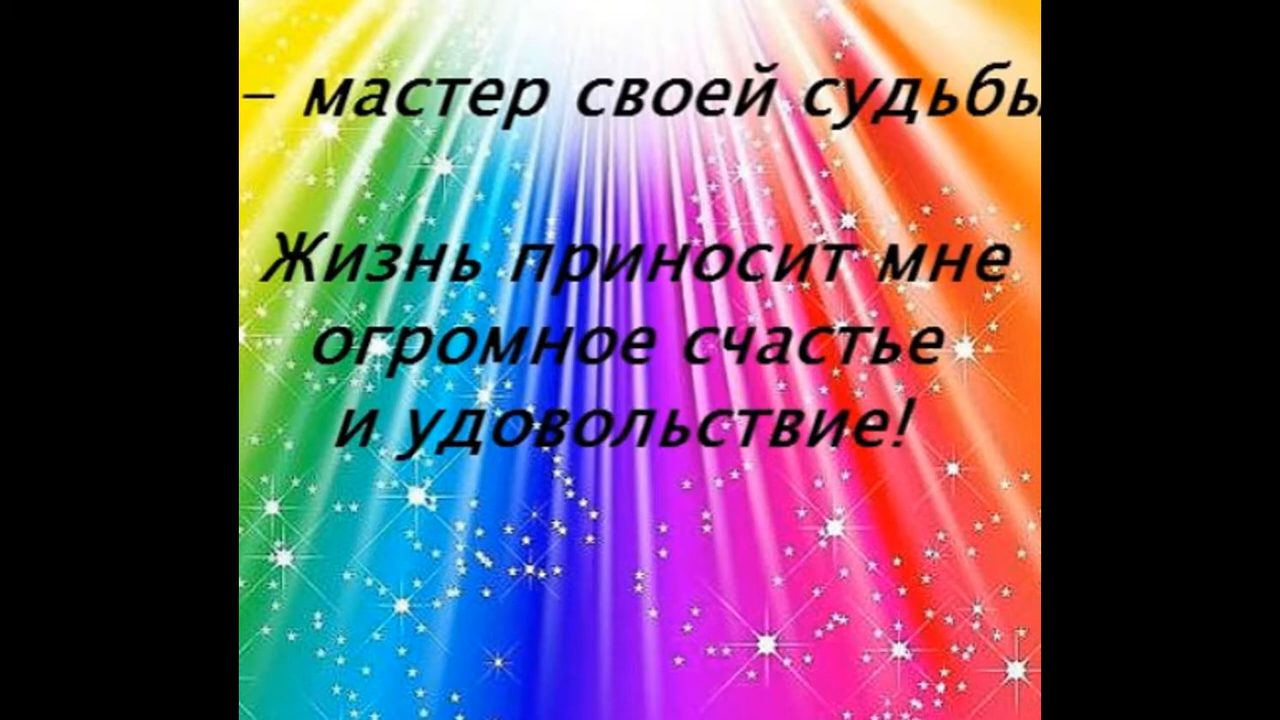 – мастер своей судьбы
Жизнь приносит мне
огромное счастье
и удовольствие!